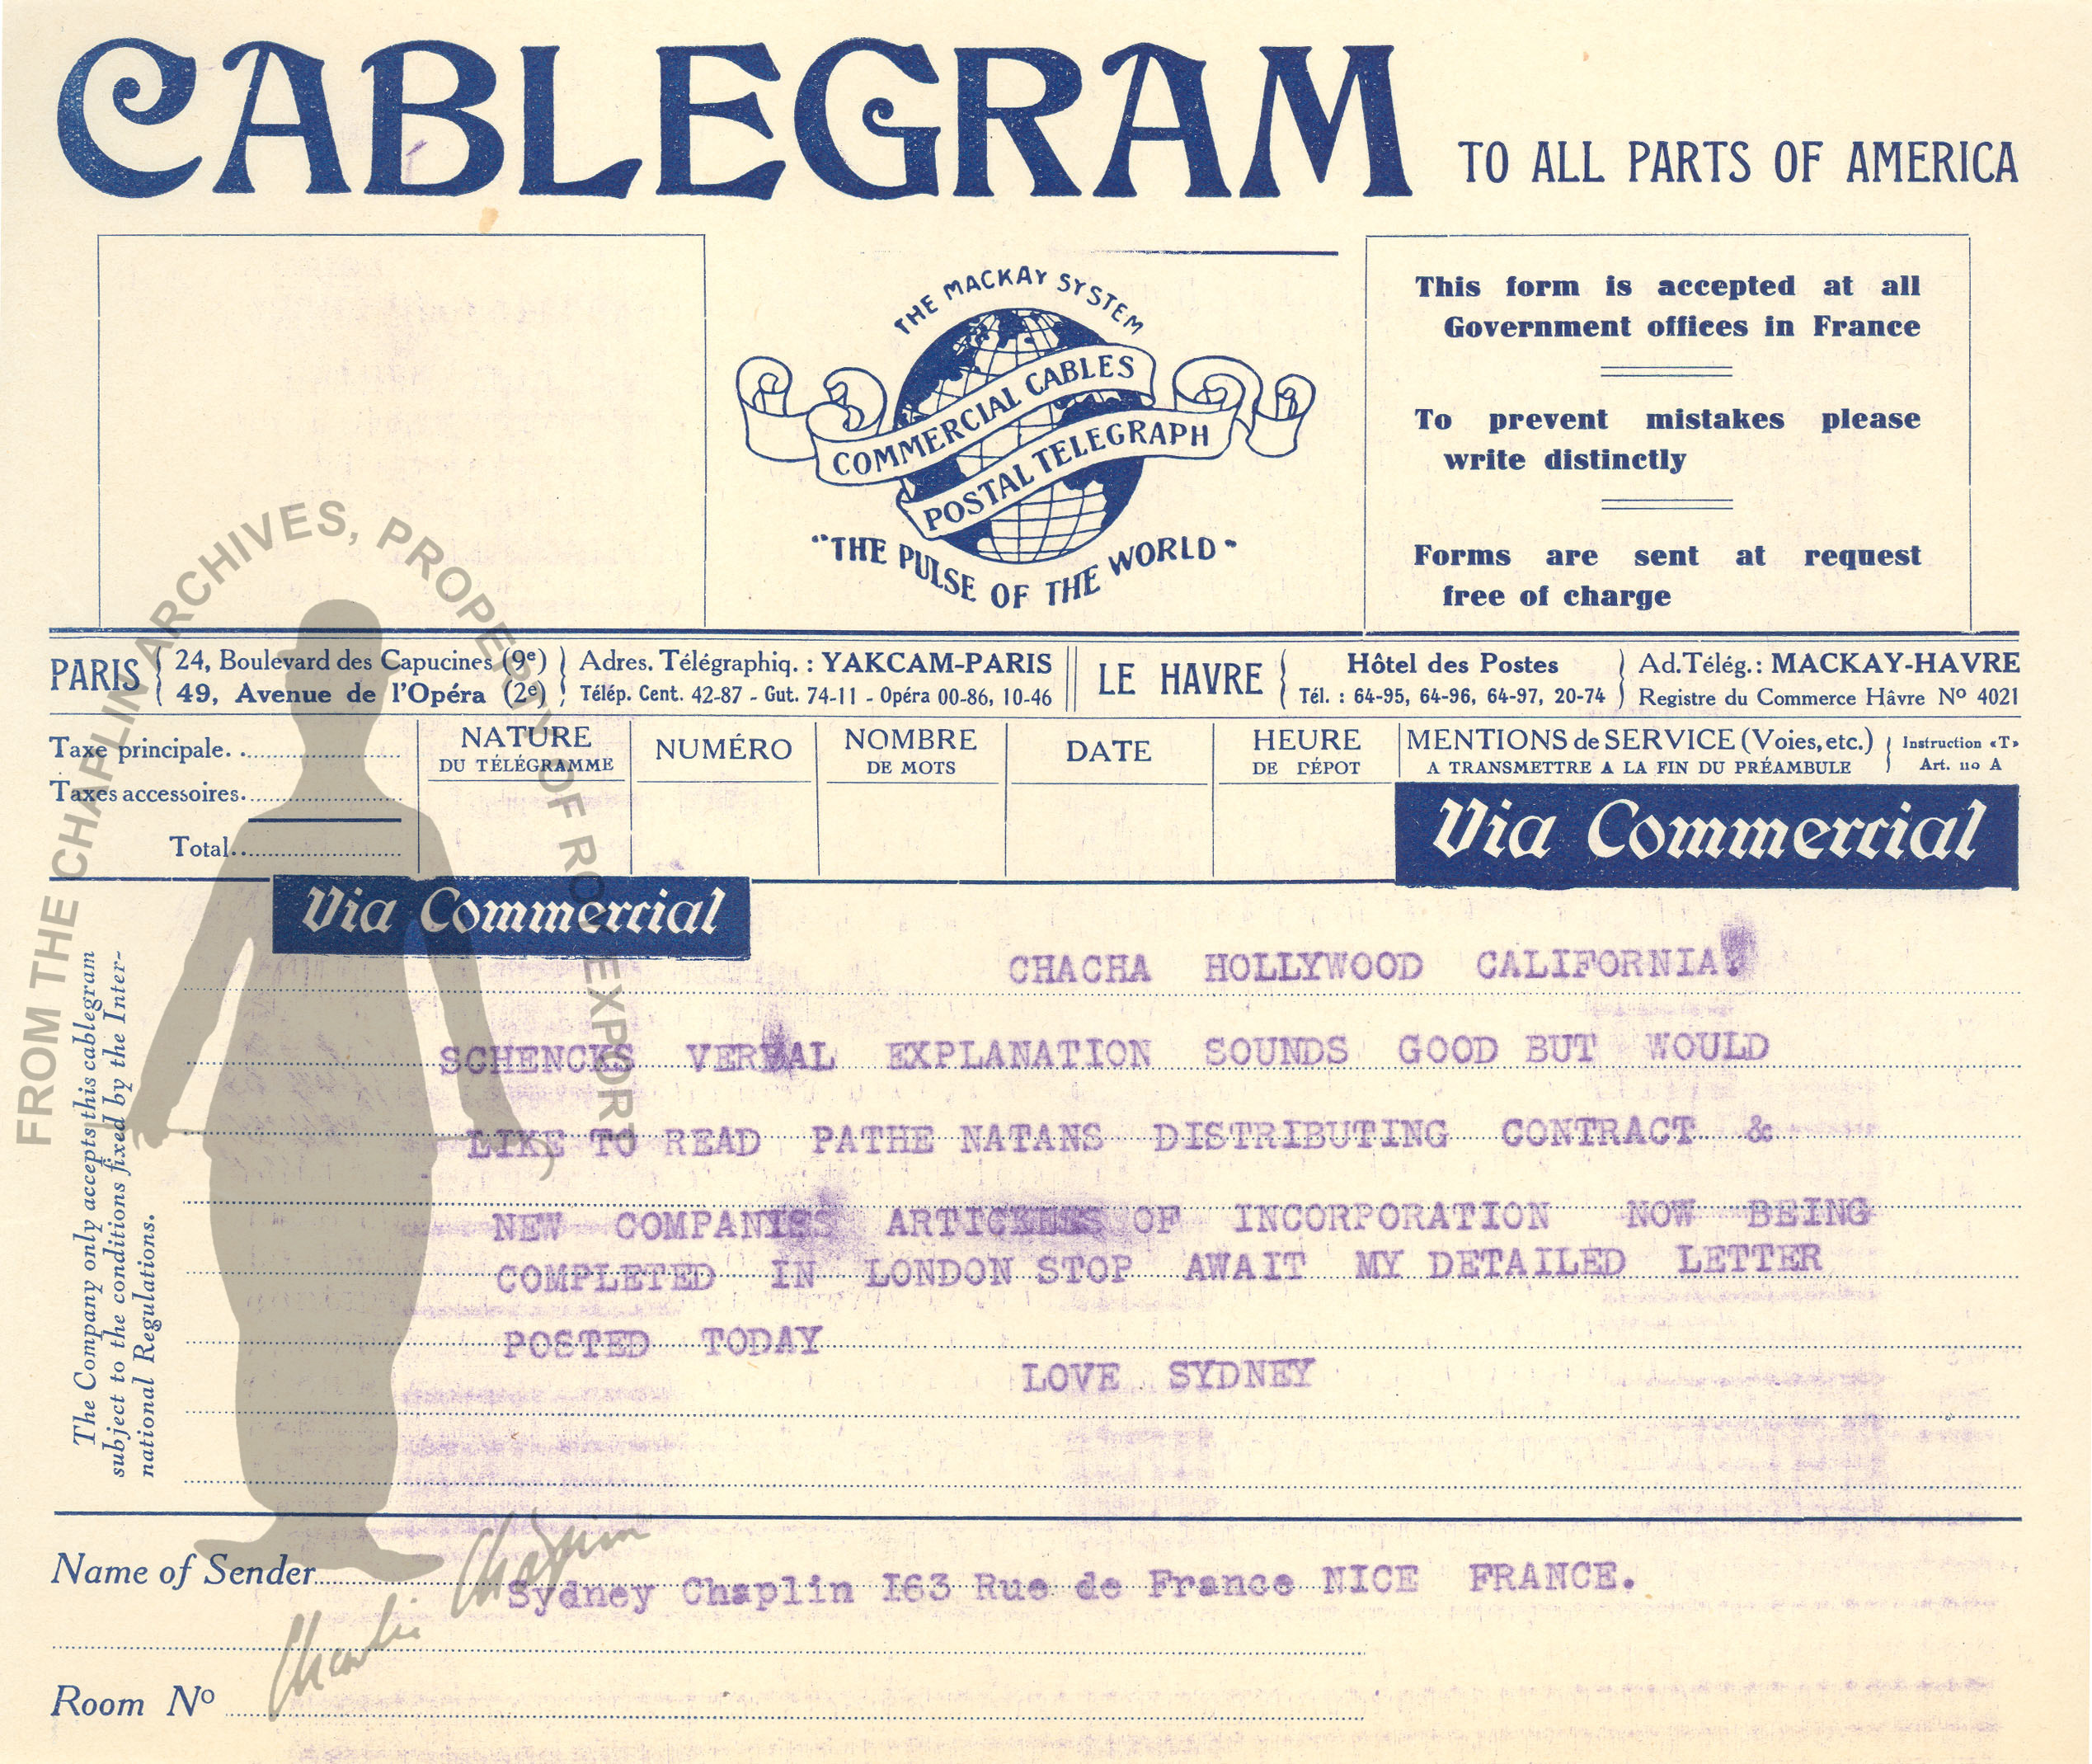 CABLEGRAM TO ALL PARTS OF AMERICA
THE MACKAY SYSTEM
COMMERCIAL CABLES
POSTAL TELEGRAPH
"THE PULSE OF THE WORLD"
This form is accepted at all
Government offices in France
To prevent mistakes please
write distinctly
Forms are sent at request
free of charge
PARIS
24, Boulevard des Capucines (9e)
49, Avenue de l'Opéra (2e)
Adres. Télégraphiq. : YAKCAM-PARIS
Télép. Cent. 42-87 - Gut. 74-11 - Opéra 00-86, 10-46
LE HAVRE
Hôtel des Postes
Tél. : 64-95, 64-96, 64-97, 20-74
Ad.Télég.: MACKAY-HAVRE
Registre du Commerce Hâvre No 4021
Taxe principale.
Taxes accessoires.
Total.
NATURE
DU TÉLÉGRAMME
NUMÉRO
NOMBRE
DE MOTS
DATE
HEURE
DE DÉPOT
MENTIONS de SERVICE (Voies, etc.)
A TRANSMETTRE A LA FIN DU PRÉAMBULE
Instruction «T»
Art. 110 A
Via Commercial
Via Commercial
CHACHA HOLLYWOOD CALIFORNIA
SCHENCKS VERBAL EXPLANATION SOUNDS GOOD BUT WOULD
LIKE TO READ PATHE NATANS DISTRIBUTING CONTRACT &
NEW COMPANYS OF INCORPORATION NOW BEING
COMPLETED IN LONDON STOP AWAIT MY DETAILED LETTER
POSTED TODAY
LOVE SYDNEY
The Company only accepts this cablegram
subject to the conditions fixed by the Inter-
national Regulations.
Name of Sender Sydney Chaplin I63 Rue de France NICE FRANCE.
Room No
FROM THE CHAPLIN ARCHIVES, PROPERTY OF ROY EXPORT
Charlie Chaplin